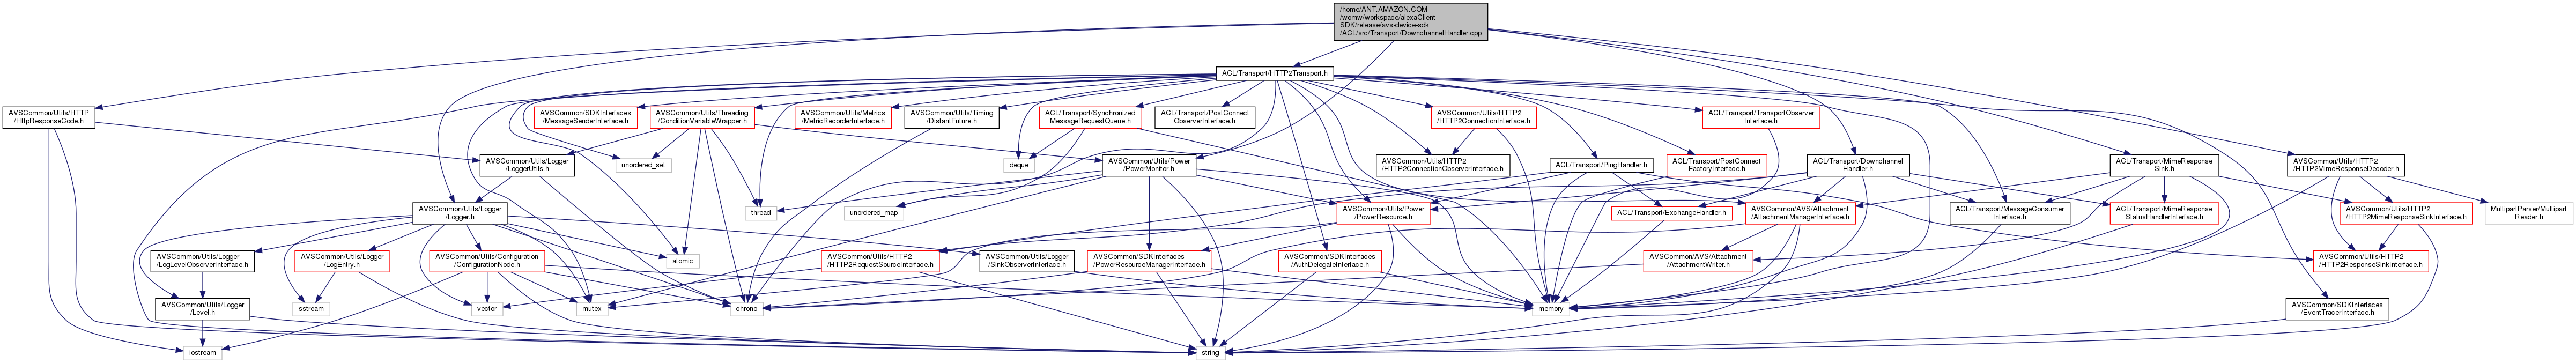 /home/ANT.AMAZON.COM
/womw/workspace/alexaClient
SDK/release/avs-device-sdk
/ACL/src/Transport/DownchannelHandler.cpp
ACL/Transport/HTTP2Transport.h
AVSCommon/Utils/HTTP
/HttpResponseCode.h
AVSCommon/SDKInterfaces
/MessageSenderInterface.h
AVSCommon/Utils/Threading
/ConditionVariableWrapper.h
AVSCommon/Utils/Metrics
/MetricRecorderInterface.h
AVSCommon/Utils/Timing
/DistantFuture.h
ACL/Transport/Synchronized
MessageRequestQueue.h
ACL/Transport/PostConnect
ObserverInterface.h
AVSCommon/Utils/HTTP2
/HTTP2ConnectionInterface.h
ACL/Transport/TransportObserver
Interface.h
AVSCommon/Utils/Logger
/LoggerUtils.h
unordered_set
AVSCommon/Utils/Power
/PowerMonitor.h
deque
AVSCommon/Utils/HTTP2
/HTTP2ConnectionObserverInterface.h
ACL/Transport/PingHandler.h
ACL/Transport/PostConnect
FactoryInterface.h
ACL/Transport/Downchannel
Handler.h
ACL/Transport/MimeResponse
Sink.h
AVSCommon/Utils/HTTP2
/HTTP2MimeResponseDecoder.h
AVSCommon/Utils/Logger
/Logger.h
thread
unordered_map
AVSCommon/Utils/Power
/PowerResource.h
ACL/Transport/ExchangeHandler.h
AVSCommon/AVS/Attachment
/AttachmentManagerInterface.h
ACL/Transport/MessageConsumer
Interface.h
ACL/Transport/MimeResponse
StatusHandlerInterface.h
AVSCommon/Utils/HTTP2
/HTTP2MimeResponseSinkInterface.h
MultipartParser/Multipart
Reader.h
AVSCommon/Utils/Logger
/LogLevelObserverInterface.h
AVSCommon/Utils/Logger
/LogEntry.h
AVSCommon/Utils/Configuration
/ConfigurationNode.h
atomic
AVSCommon/Utils/HTTP2
/HTTP2RequestSourceInterface.h
AVSCommon/Utils/Logger
/SinkObserverInterface.h
AVSCommon/SDKInterfaces
/PowerResourceManagerInterface.h
AVSCommon/SDKInterfaces
/AuthDelegateInterface.h
AVSCommon/AVS/Attachment
/AttachmentWriter.h
AVSCommon/Utils/HTTP2
/HTTP2ResponseSinkInterface.h
AVSCommon/Utils/Logger
/Level.h
sstream
vector
mutex
chrono
memory
AVSCommon/SDKInterfaces
/EventTracerInterface.h
iostream
string